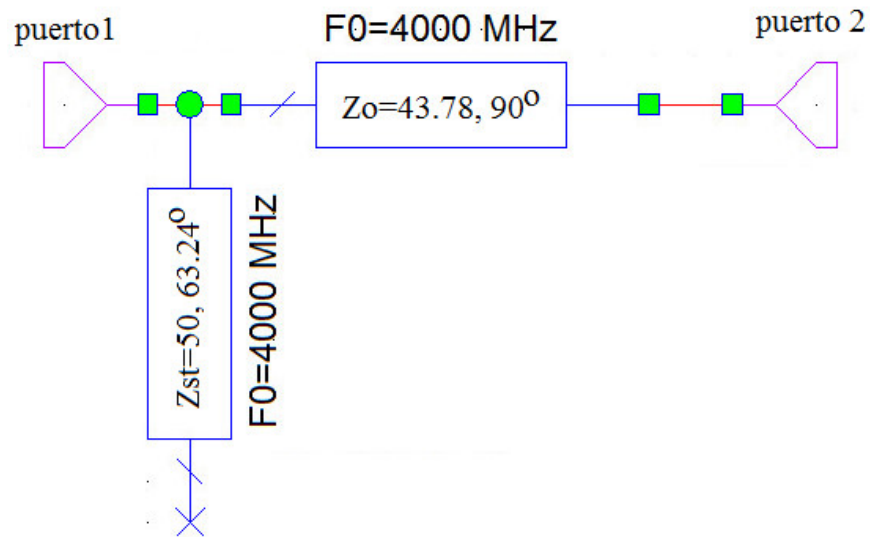 puerto1
F0=4000 MHz
puerto 2
Zo=43.78, 90º
Zst=50, 63.24º
F0=4000 MHz